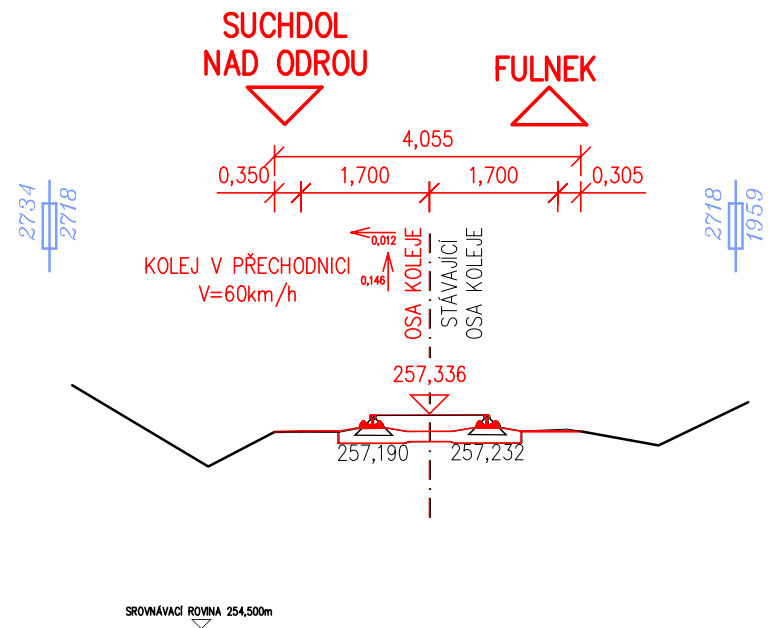 SUCHDOL
NAD ODROU
FULNEK
4,055
0,350
1,700
1,700
0,305
2734
2718
2718
1959
KOLEJ V PŘECHODNICI
V=60km/h
0,012
0,146
OSA KOLEJE
STÁVAJÍCÍ
OSA KOLEJE
257,336
257,190
257,232
SROVNÁVACÍ ROVINA 254,500m